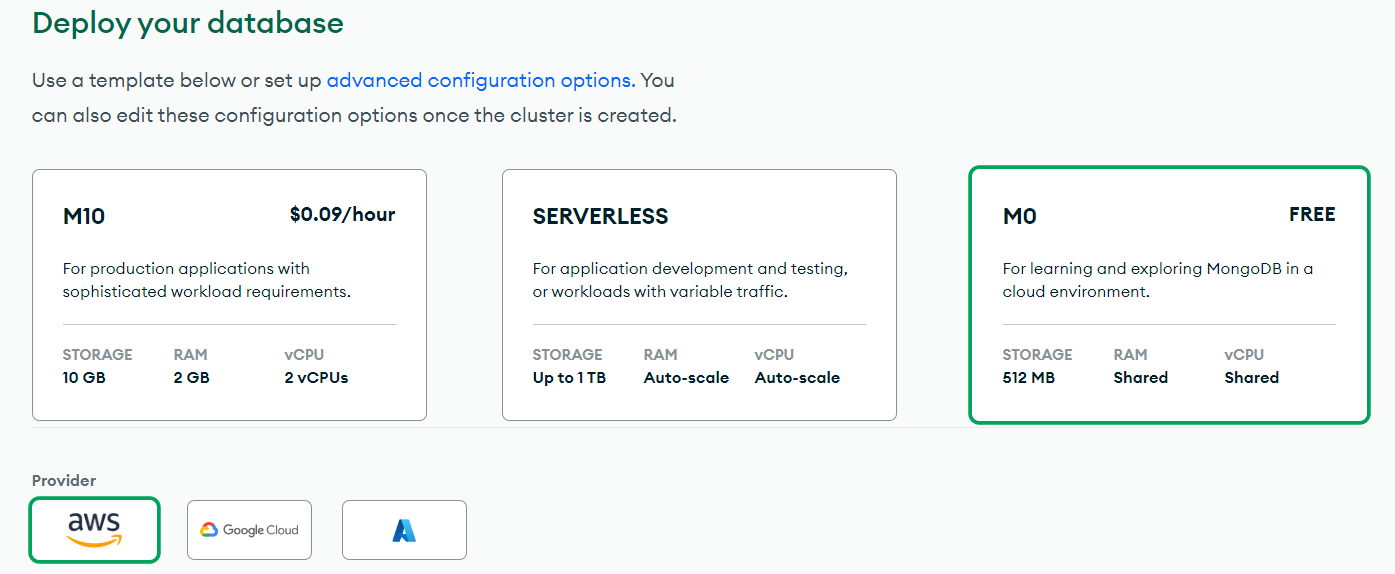 Deploy your database
Use a template below or set up advanced configuration options. You
can also edit these configuration options once the cluster is created.
M10 $0.09/hour
For production applications with
sophisticated workload requirements.
STORAGE RAM vCPU
10 GB 2 GB 2 vCPUs
SERVERLESS
For application development and testing,
or workloads with variable traffic.
STORAGE RAM vCPU
Up to 1 TB Auto-scale Auto-scale
M0 FREE
For learning and exploring MongoDB in a
cloud environment.
STORAGE RAM vCPU
512 MB Shared Shared
Provider
aws Google Cloud